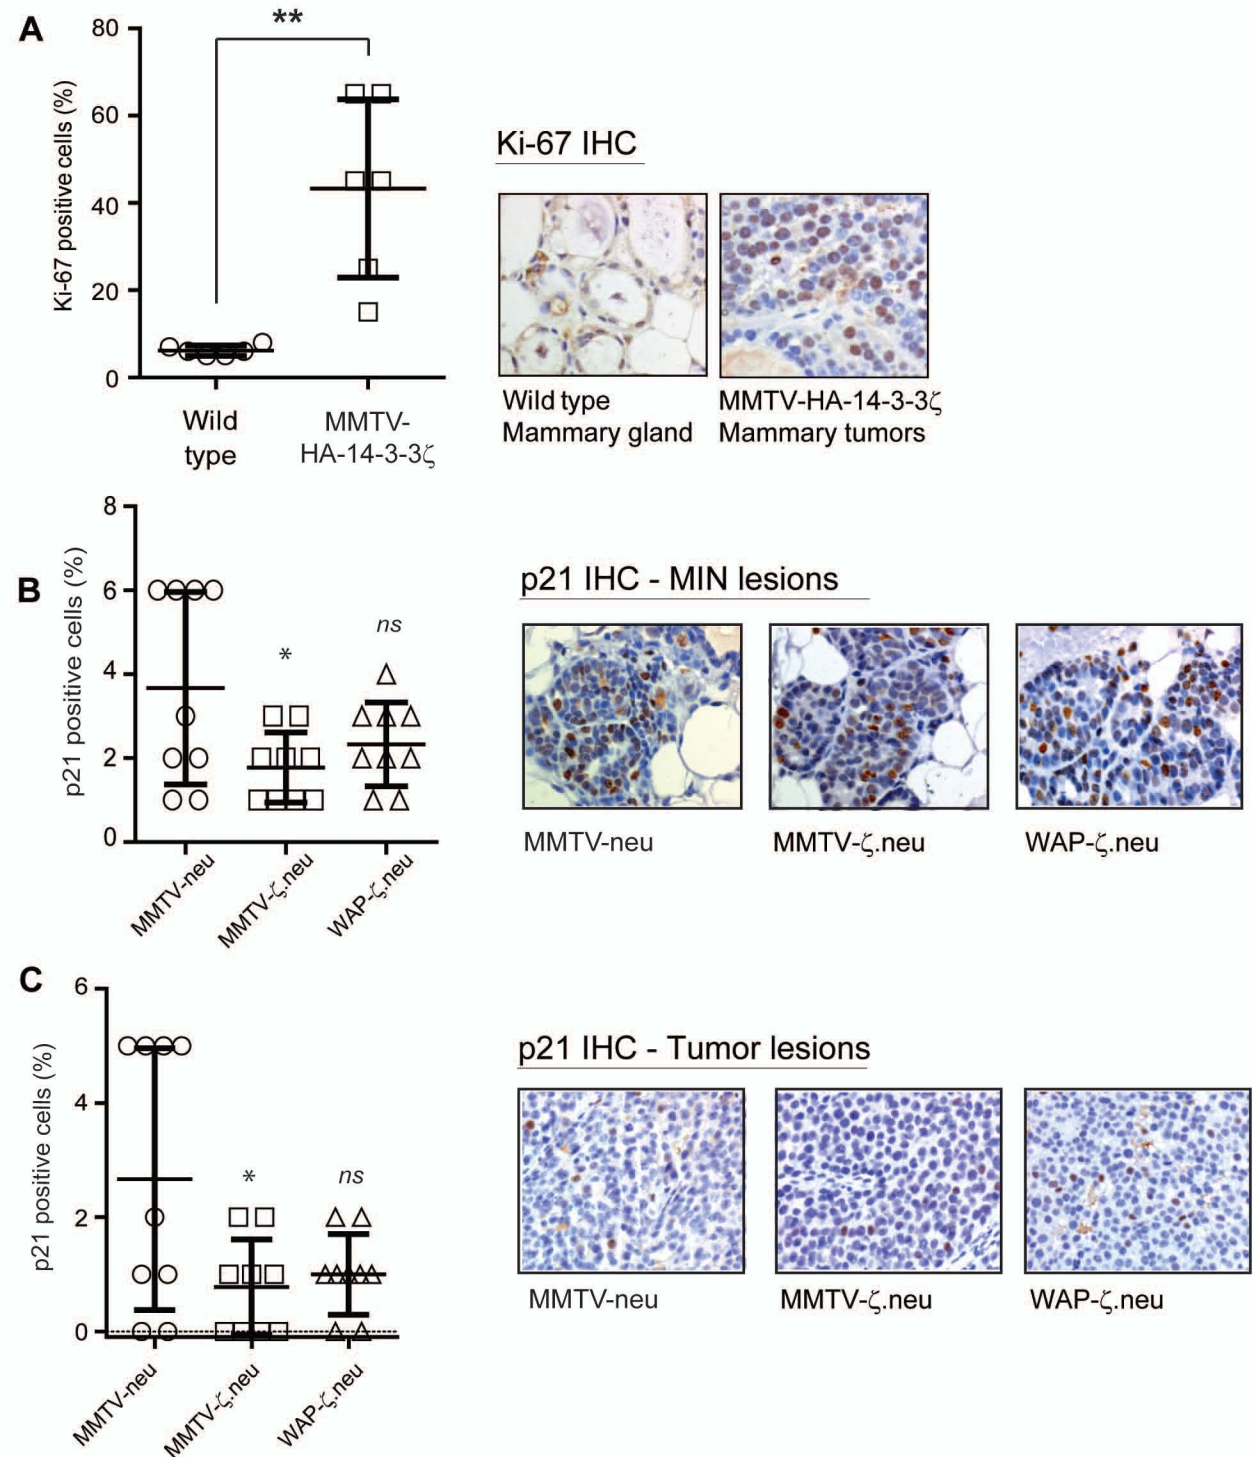 A
**
80
60
40
20
0
Ki-67 positive cells (%)
Wild
type
MMTV-
HA-14-3-3ζ
Ki-67 IHC
Wild type
Mammary gland
MMTV-HA-14-3-3ζ
Mammary tumors
B
8
6
4
2
0
p21 positive cells (%)
*
ns
MMTV-neu
MMTV-ζ.neu
WAP-ζ.neu
p21 IHC - MIN lesions
MMTV-neu
MMTV-ζ.neu
WAP-ζ.neu
C
6
4
2
0
p21 positive cells (%)
*
ns
MMTV-neu
MMTV-ζ.neu
WAP-ζ.neu
p21 IHC - Tumor lesions
MMTV-neu
MMTV-ζ.neu
WAP-ζ.neu